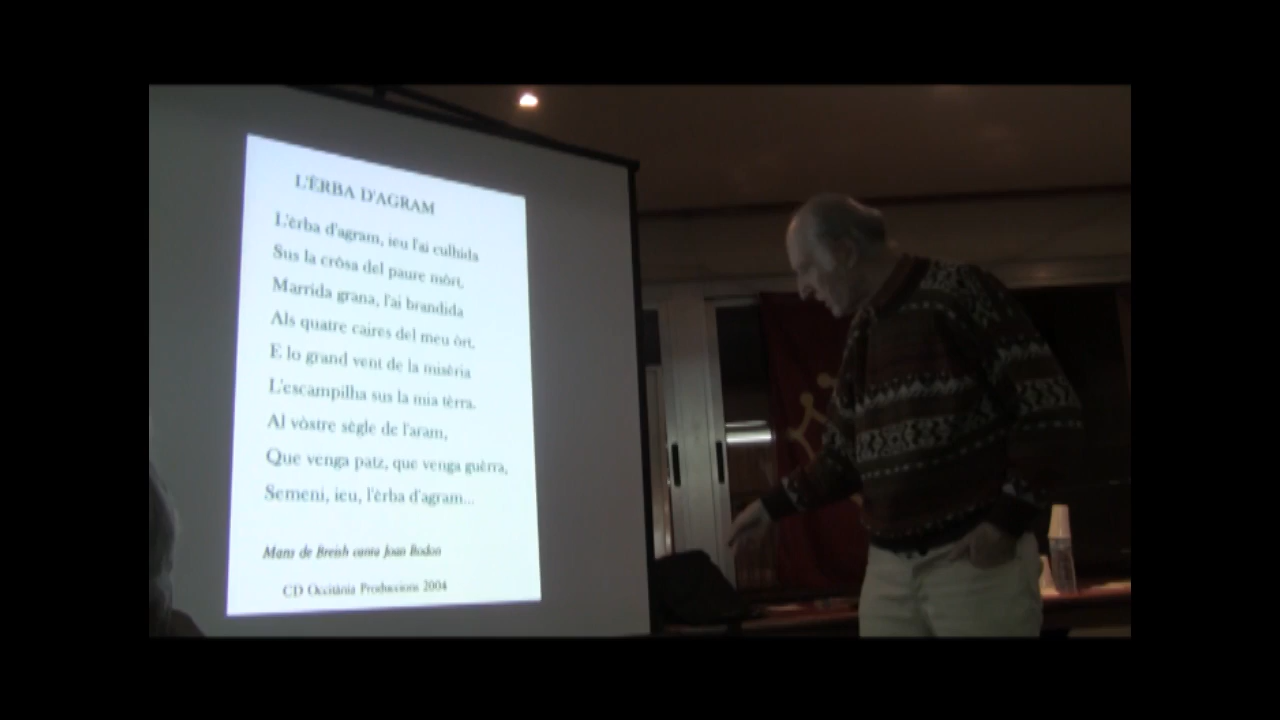 L'ÈRBA D'AGRAM
L'èrba d'agram, ieu l'ai culhida
Sus la cròsa del paure mòrt.
Marrida grana, l'ai brandida
Als quatre caires del meu òrt.
E lo grand vent de la misèria
L'escampilha sus la mia tèrra.
Al vòstre sègle de l'aram,
Que venga patz, que venga guèrra,
Semeni, ieu, l'èrba d'agram...
Mans de Breish canta Joan Bodon
CD Occitània Produccions 2004